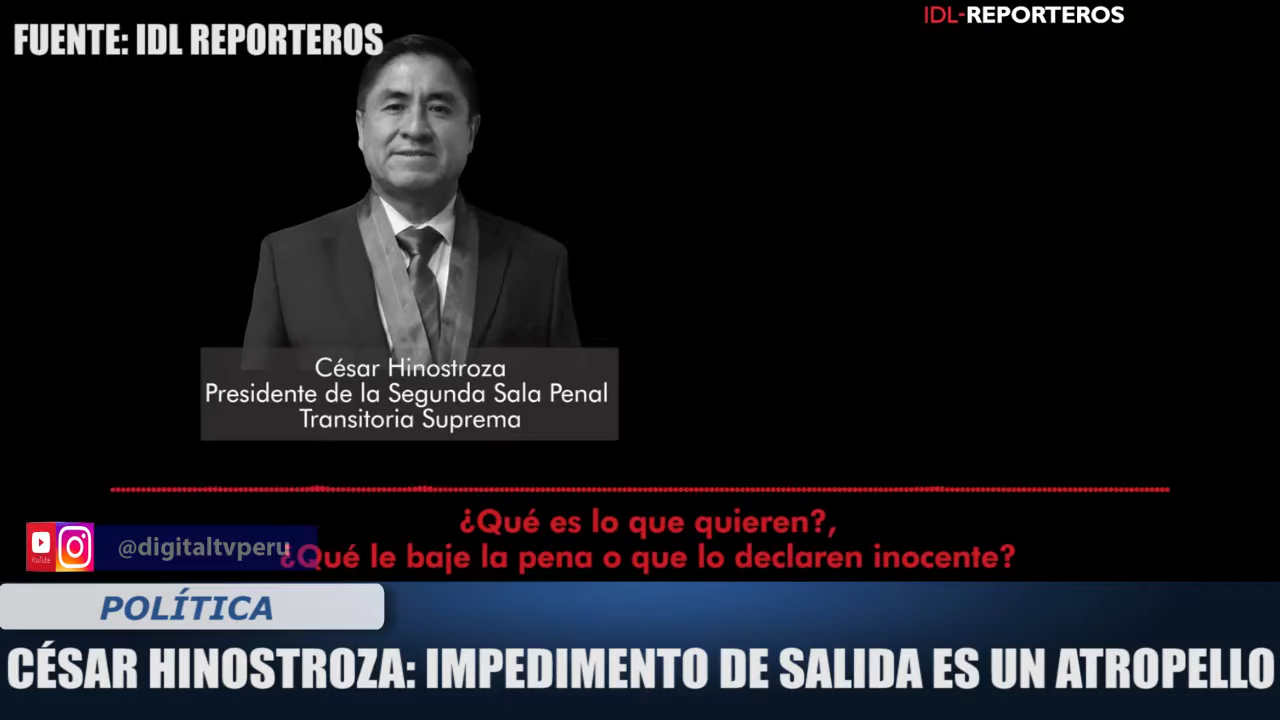 FUENTE: IDL REPORTEROS
IDL-REPORTEROS
César Hinostroza
Presidente de la Segunda Sala Penal
Transitoria Suprema
¿Qué es lo que quieren?,
¿Qué le baje la pena o que lo declaren inocente?
YouTube
@digitaltvperu
POLÍTICA
CÉSAR HINOSTROZA: IMPEDIMENTO DE SALIDA ES UN ATROPELLO